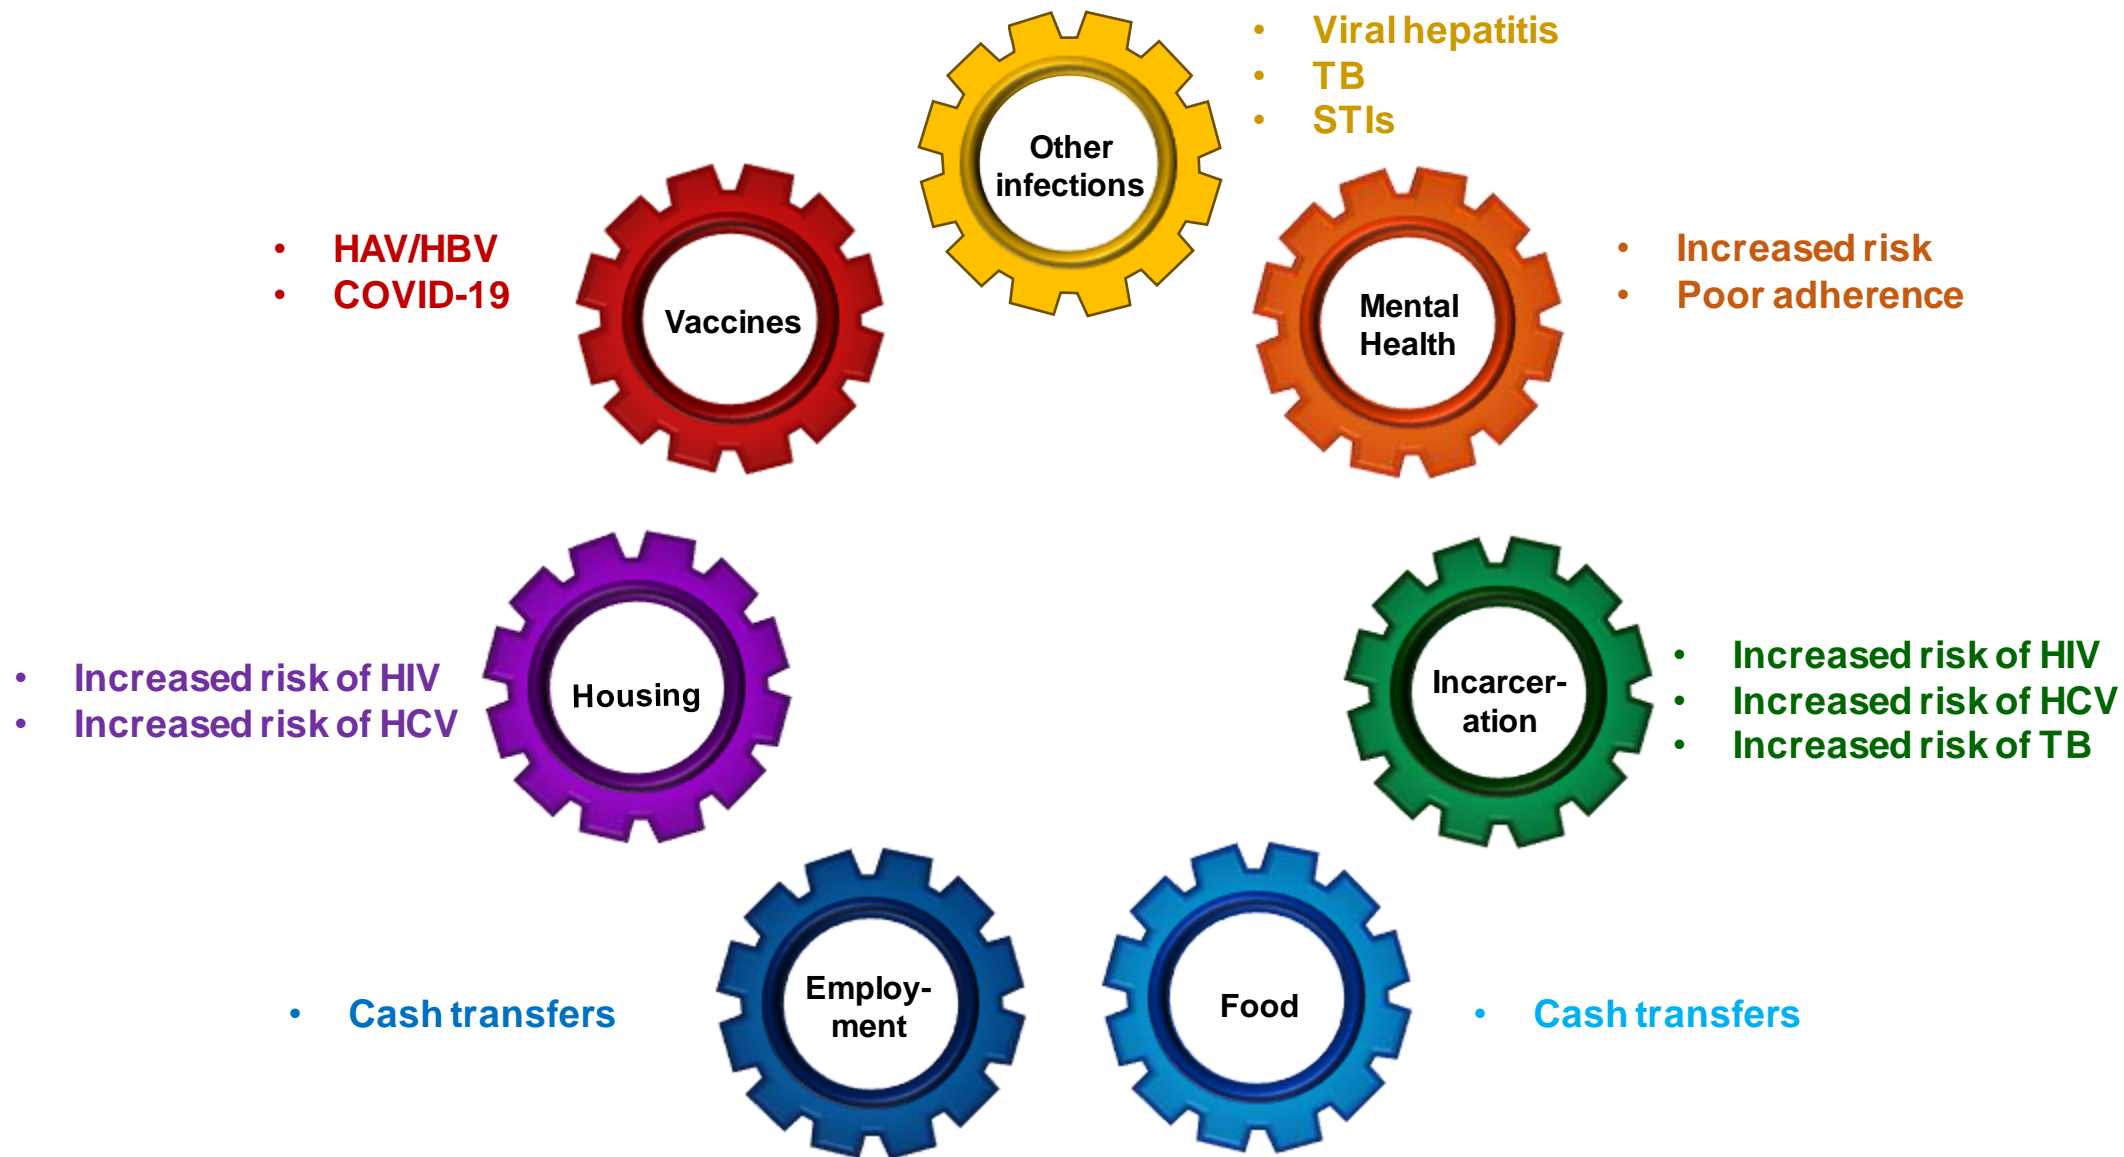 • Viral hepatitis
• TB
• STIs
Other
infections
• HAV/HBV
• COVID-19
Vaccines
Mental
Health
• Increased risk
• Poor adherence
• Increased risk of HIV
• Increased risk of HCV
Housing
Incarcer-
ation
• Increased risk of HIV
• Increased risk of HCV
• Increased risk of TB
• Cash transfers
Employ-
ment
Food
• Cash transfers